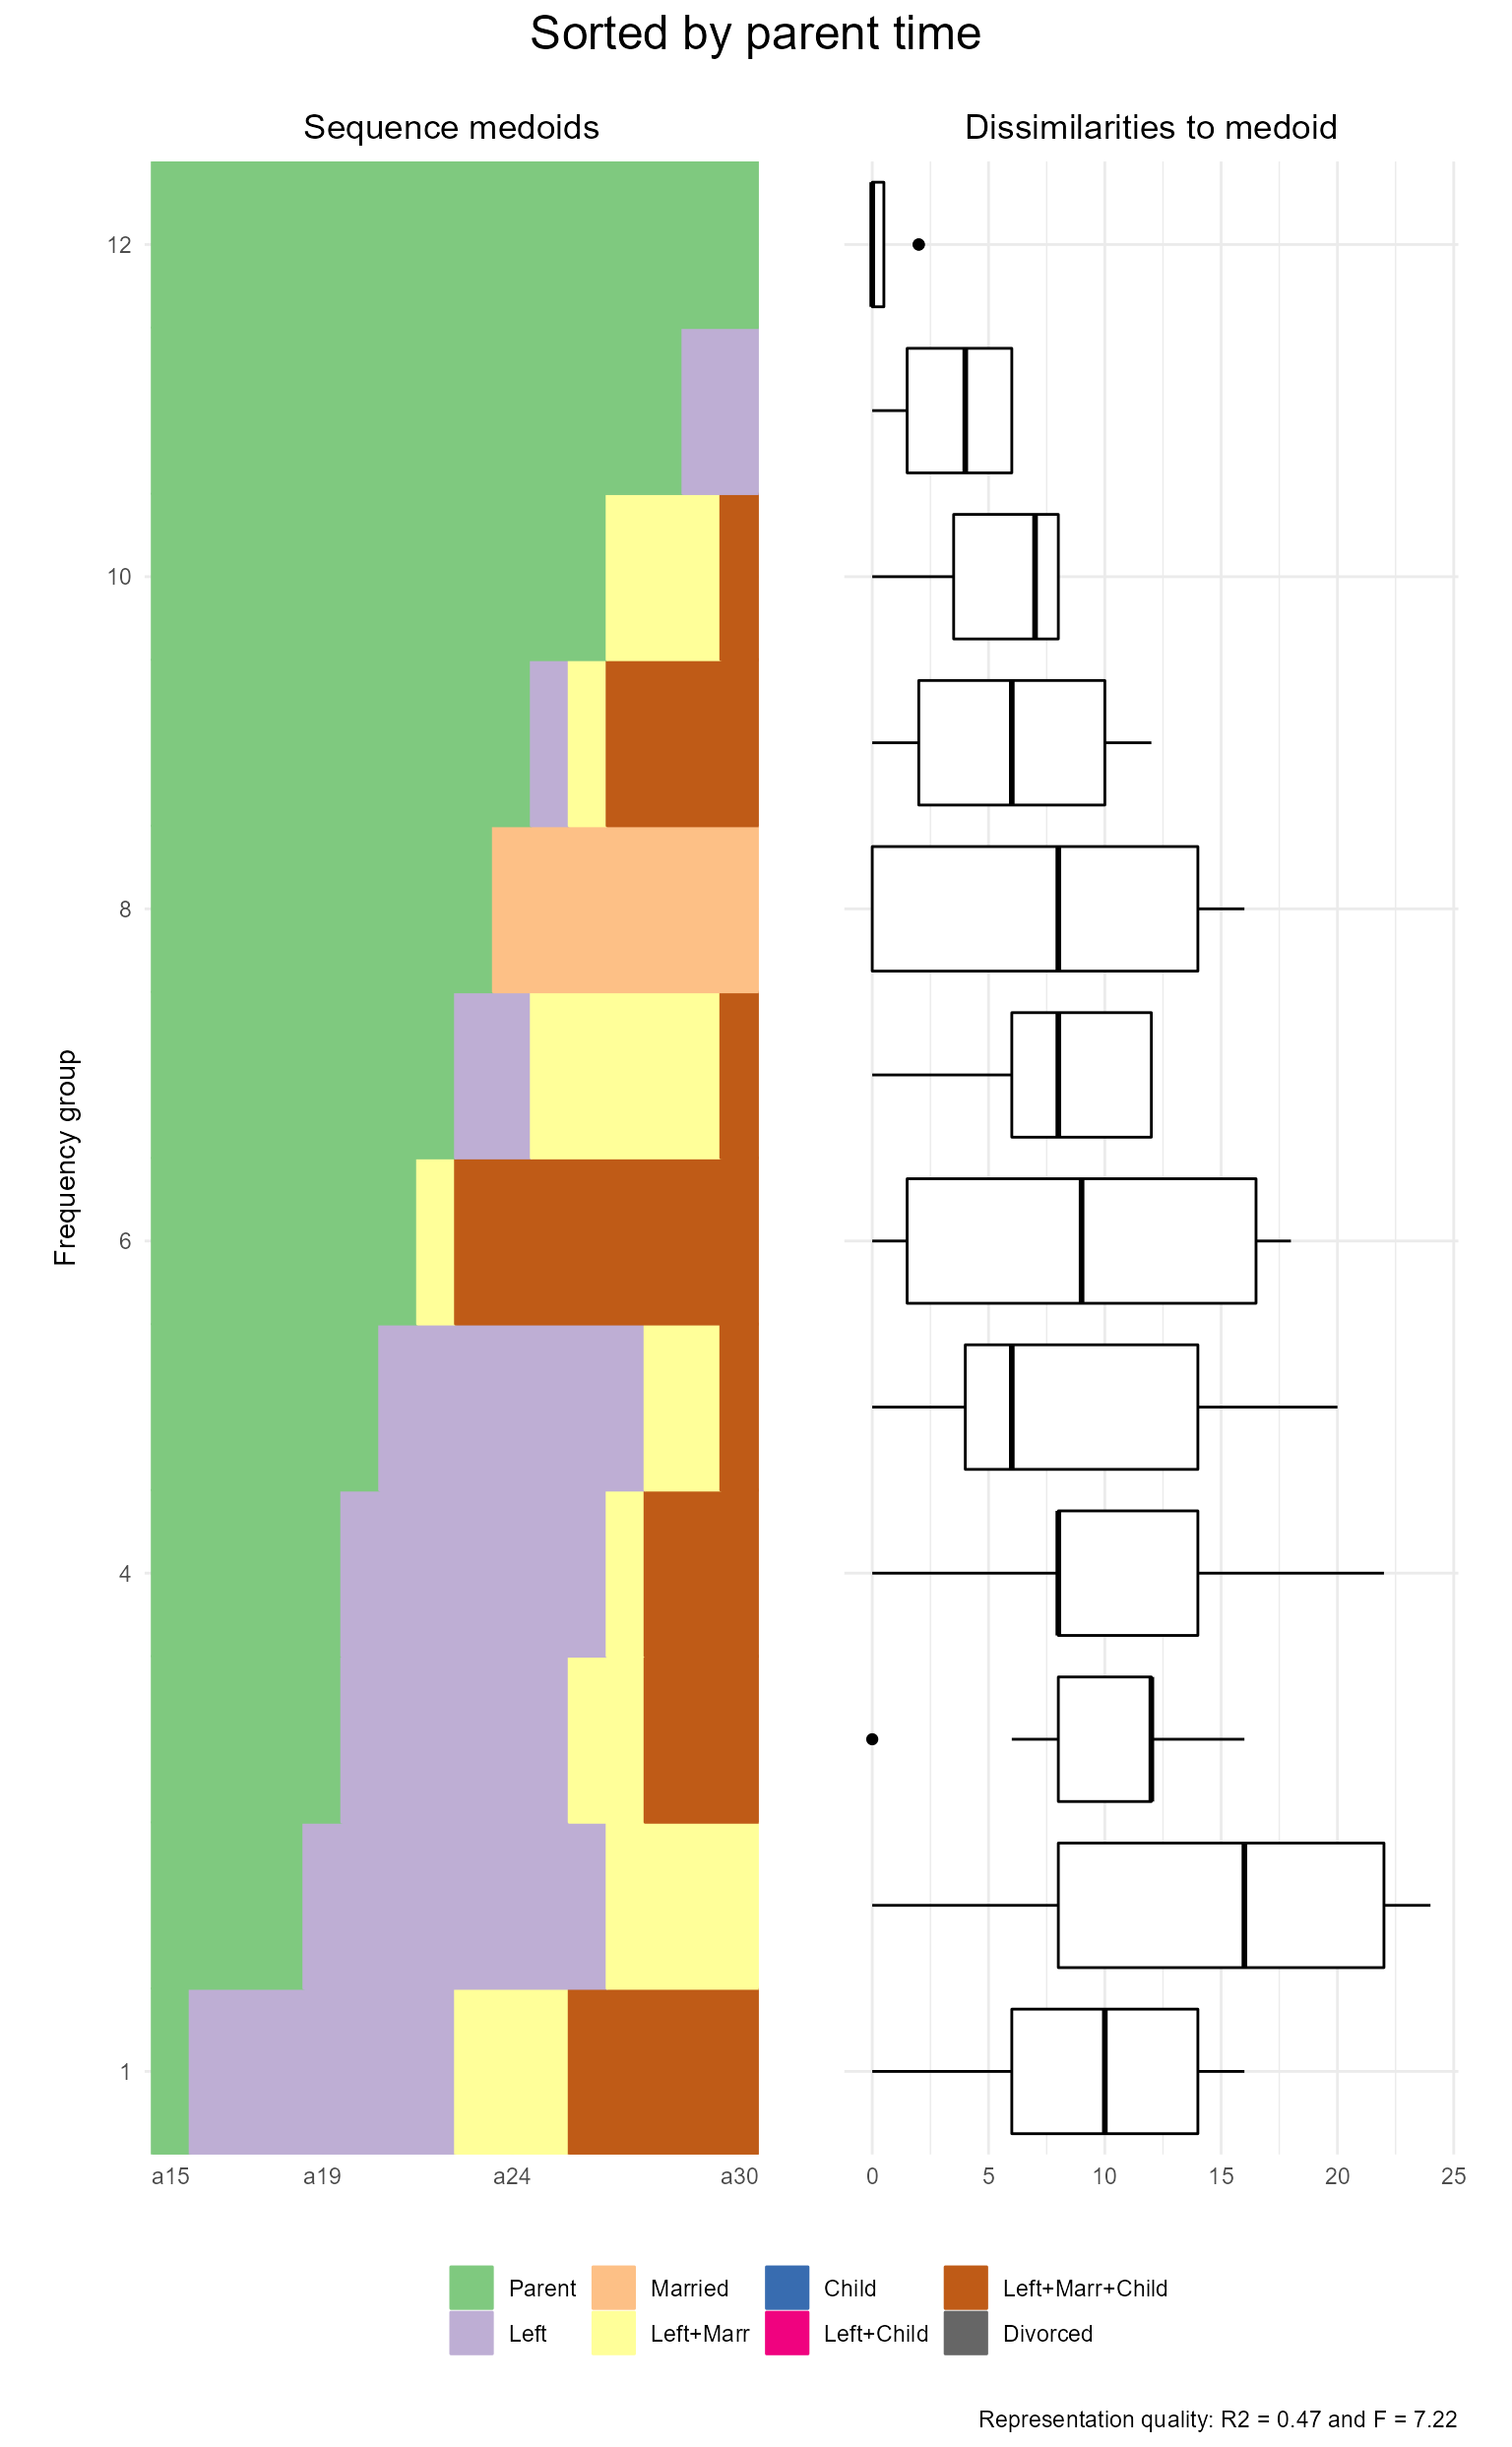 Sorted by parent time
Sequence medoids
Dissimilarities to medoid
Frequency group
12
10
8
6
4
1
a15 a19 a24 a30
0 5 10 15 20 25
Parent Married Child Left+Marr+Child
Left Left+Marr Left+Child Divorced
Representation quality: R2 = 0.47 and F = 7.22